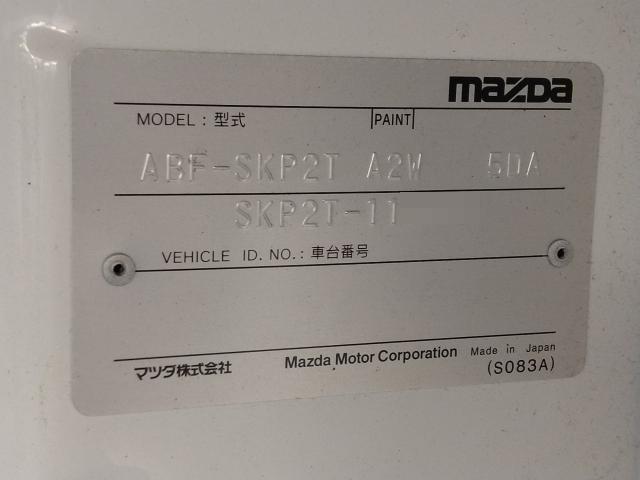 mazda
MODEL : 型式 PAINT
ABF-SKP2T A2W 5DA
SKP2T-11
VEHICLE ID. NO. : 車台番号
マツダ株式会社 Mazda Motor Corporation Made in Japan
(S083A)